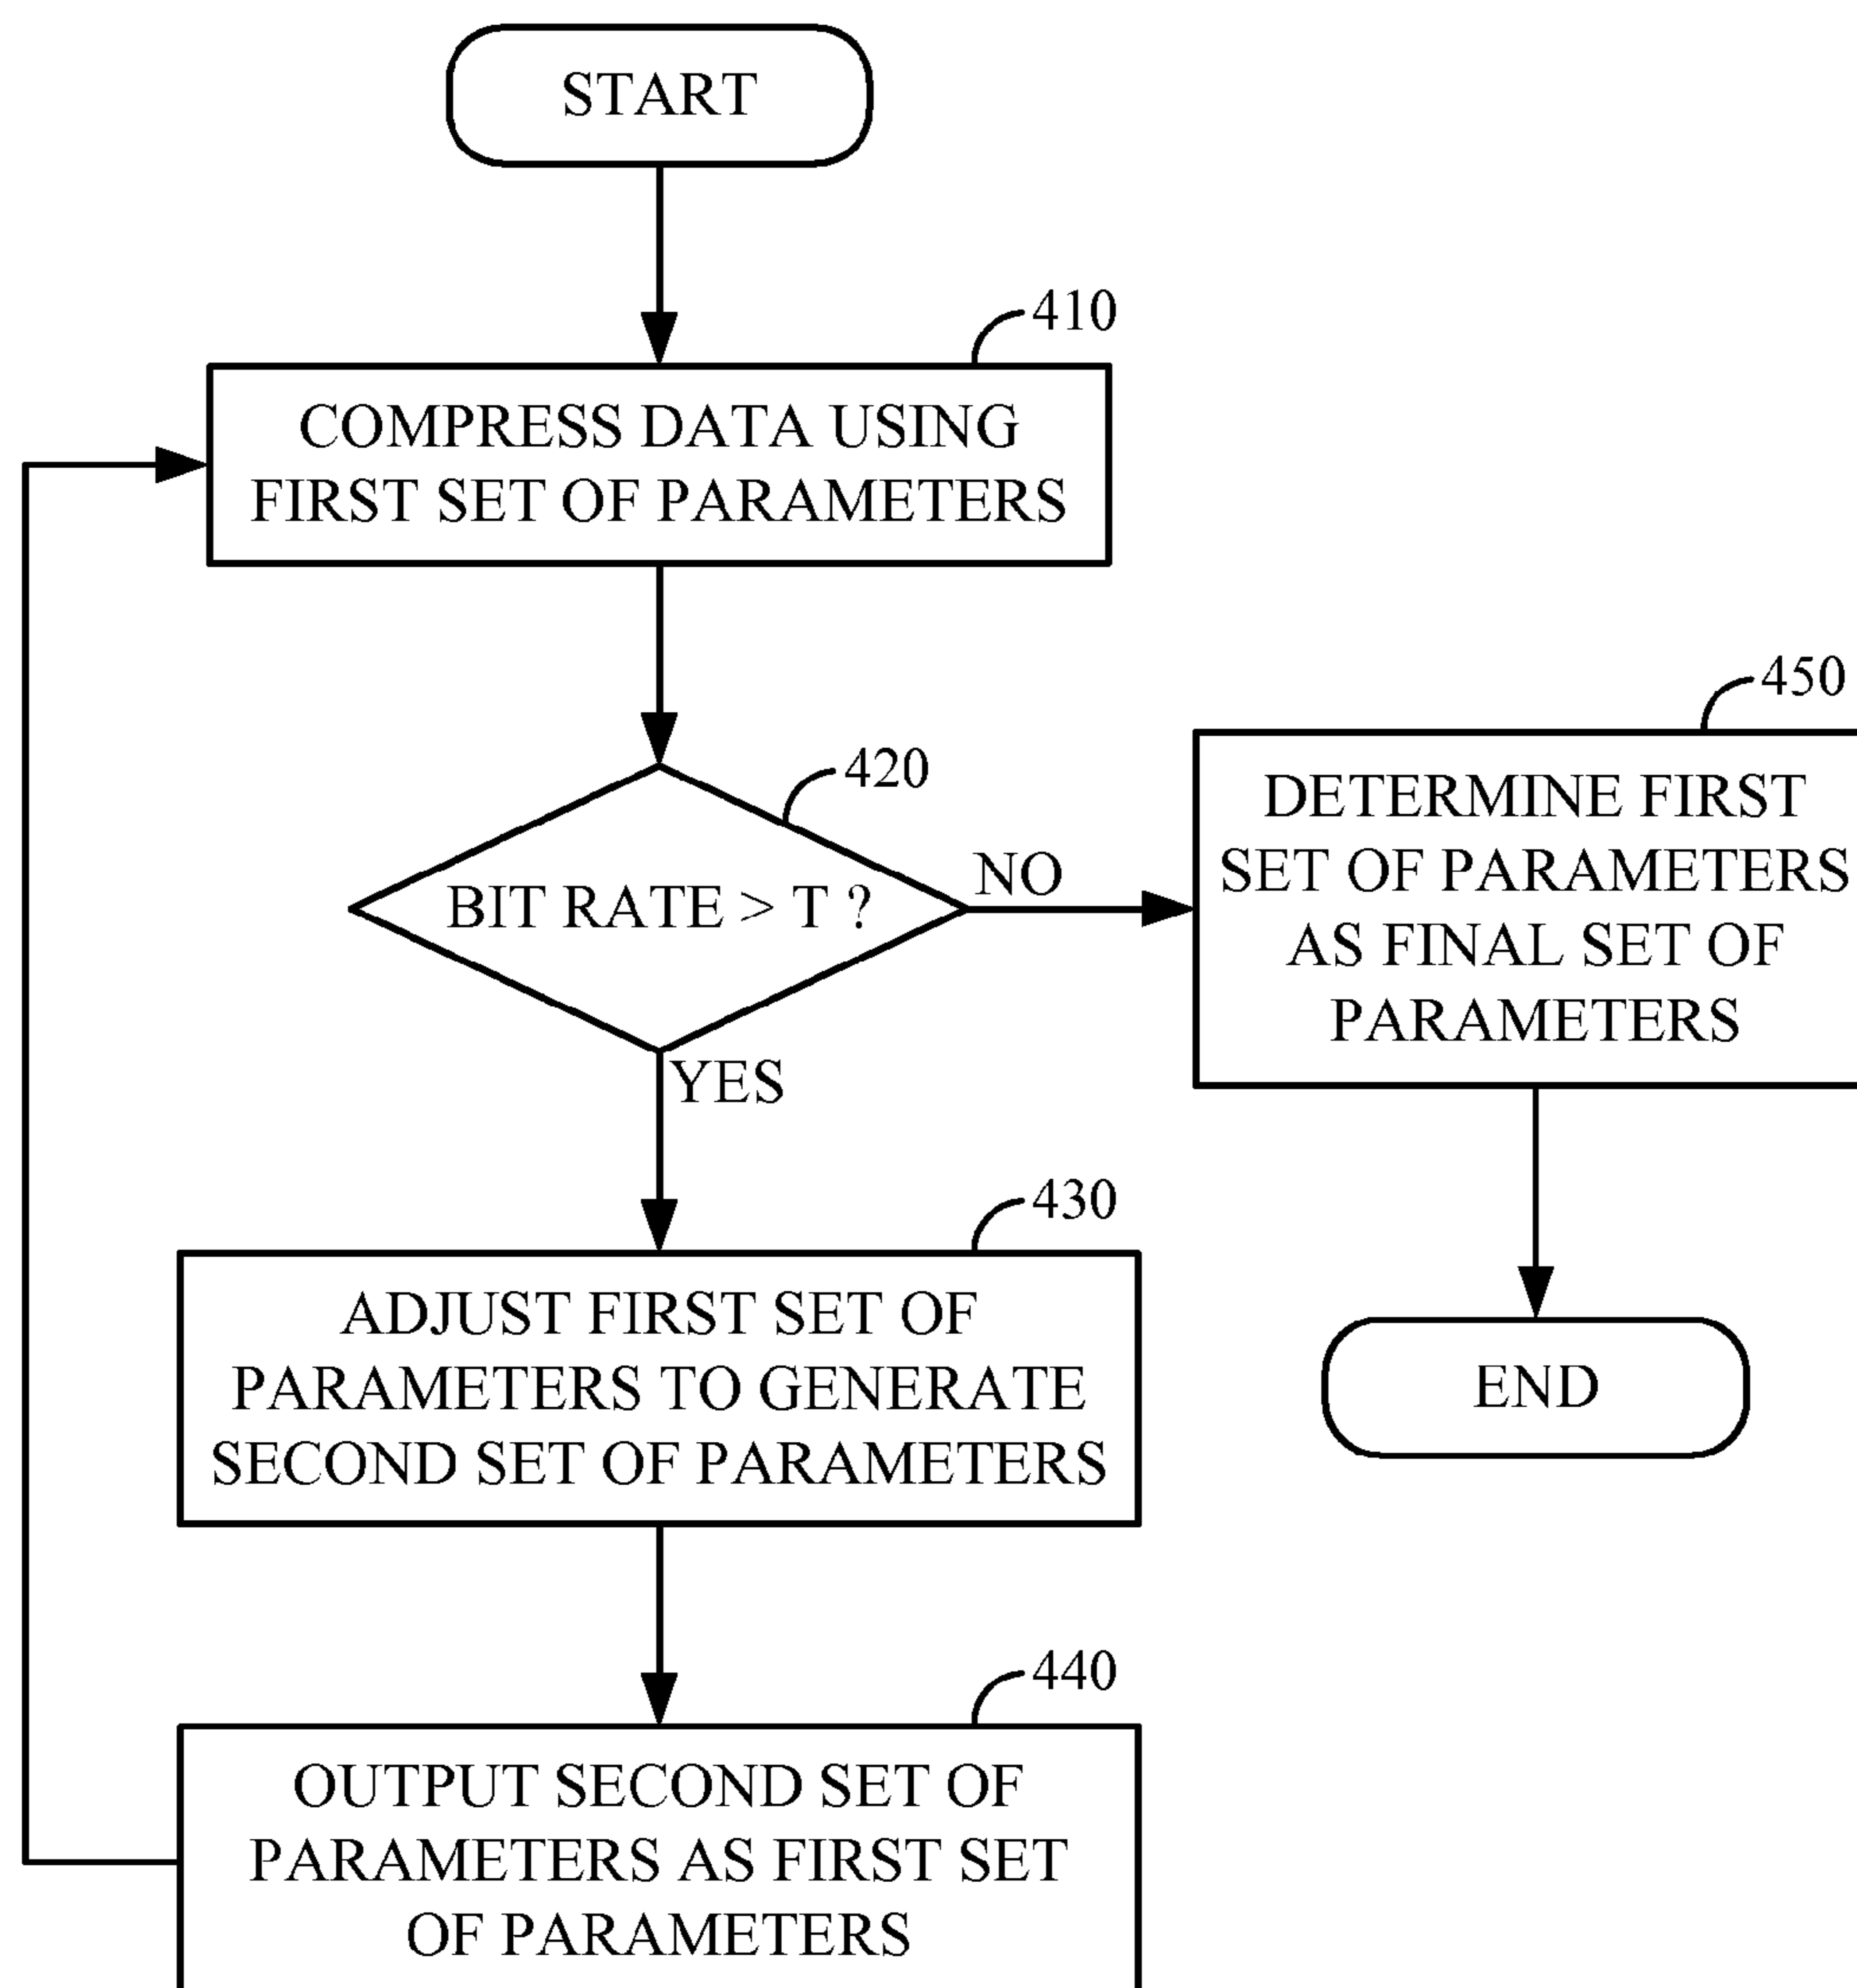 START
410
COMPRESS DATA USING
FIRST SET OF PARAMETERS
420
BIT RATE > T ?
NO
YES
450
DETERMINE FIRST
SET OF PARAMETERS
AS FINAL SET OF
PARAMETERS
430
ADJUST FIRST SET OF
PARAMETERS TO GENERATE
SECOND SET OF PARAMETERS
END
440
OUTPUT SECOND SET OF
PARAMETERS AS FIRST SET
OF PARAMETERS